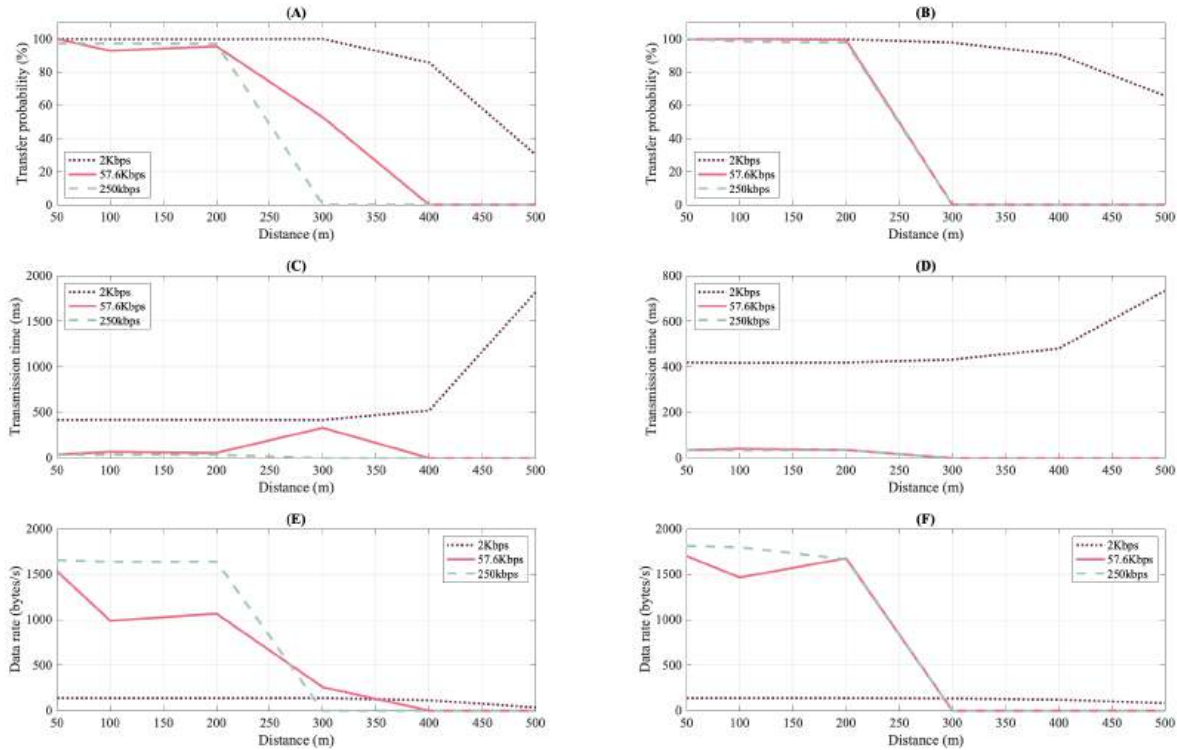 (A)
Transfer probability (%)
100
80
60
40
20
0
2Kbps
57.6Kbps
250kbps
50 100 150 200 250 300 350 400 450 500
Distance (m)
(B)
Transfer probability (%)
100
80
60
40
20
0
2Kbps
57.6Kbps
250kbps
50 100 150 200 250 300 350 400 450 500
Distance (m)
(C)
Transmission time (ms)
2000
1500
1000
500
0
2Kbps
57.6Kbps
250kbps
50 100 150 200 250 300 350 400 450 500
Distance (m)
(D)
Transmission time (ms)
800
600
400
200
0
2Kbps
57.6Kbps
250kbps
50 100 150 200 250 300 350 400 450 500
Distance (m)
(E)
Data rate (bytes/s)
2000
1500
1000
500
0
2Kbps
57.6Kbps
250kbps
50 100 150 200 250 300 350 400 450 500
Distance (m)
(F)
Data rate (bytes/s)
2000
1500
1000
500
0
2Kbps
57.6Kbps
250kbps
50 100 150 200 250 300 350 400 450 500
Distance (m)